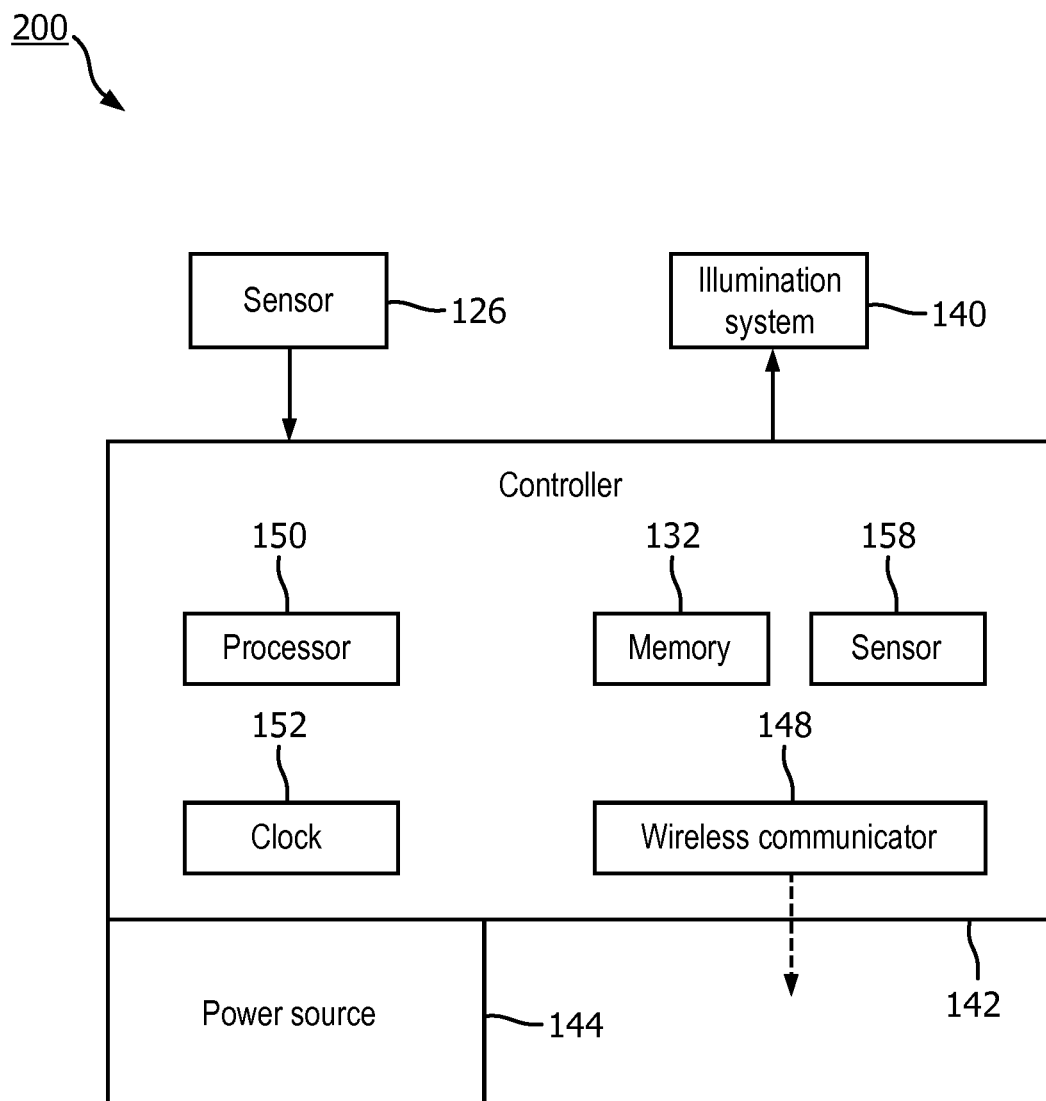 200
Sensor
126
Illumination
system
140
Controller
150
132
158
Processor
Memory
Sensor
152
148
Clock
Wireless communicator
142
Power source
144